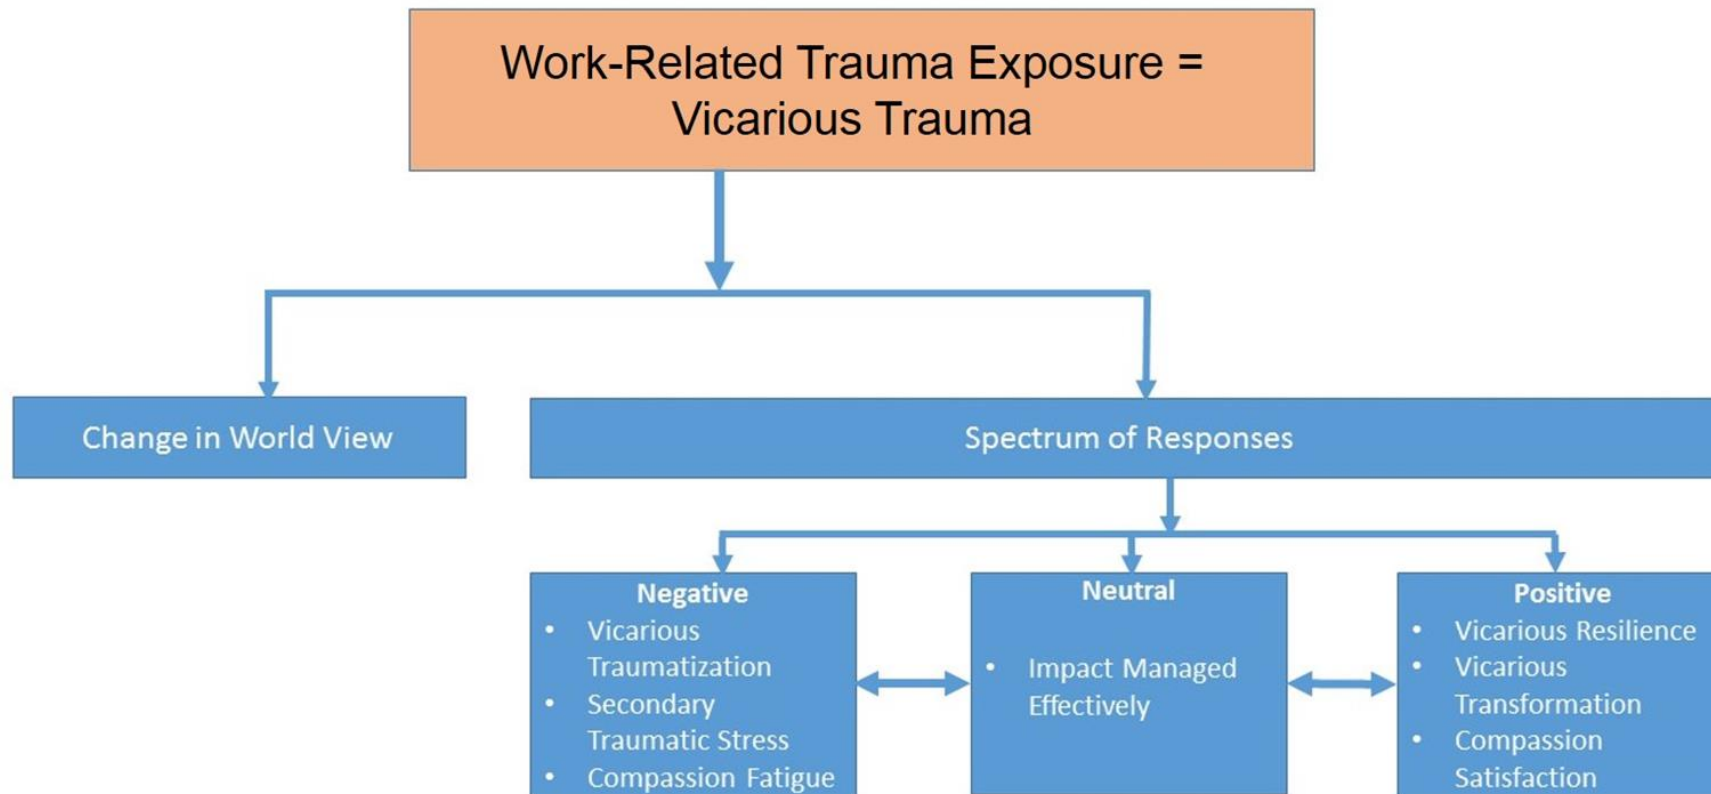 Work-Related Trauma Exposure =
Vicarious Trauma
Change in World View
Spectrum of Responses
Negative
• Vicarious
Traumatization
• Secondary
Traumatic Stress
• Compassion Fatigue
Neutral
• Impact Managed
Effectively
Positive
• Vicarious Resilience
• Vicarious
Transformation
• Compassion
Satisfaction